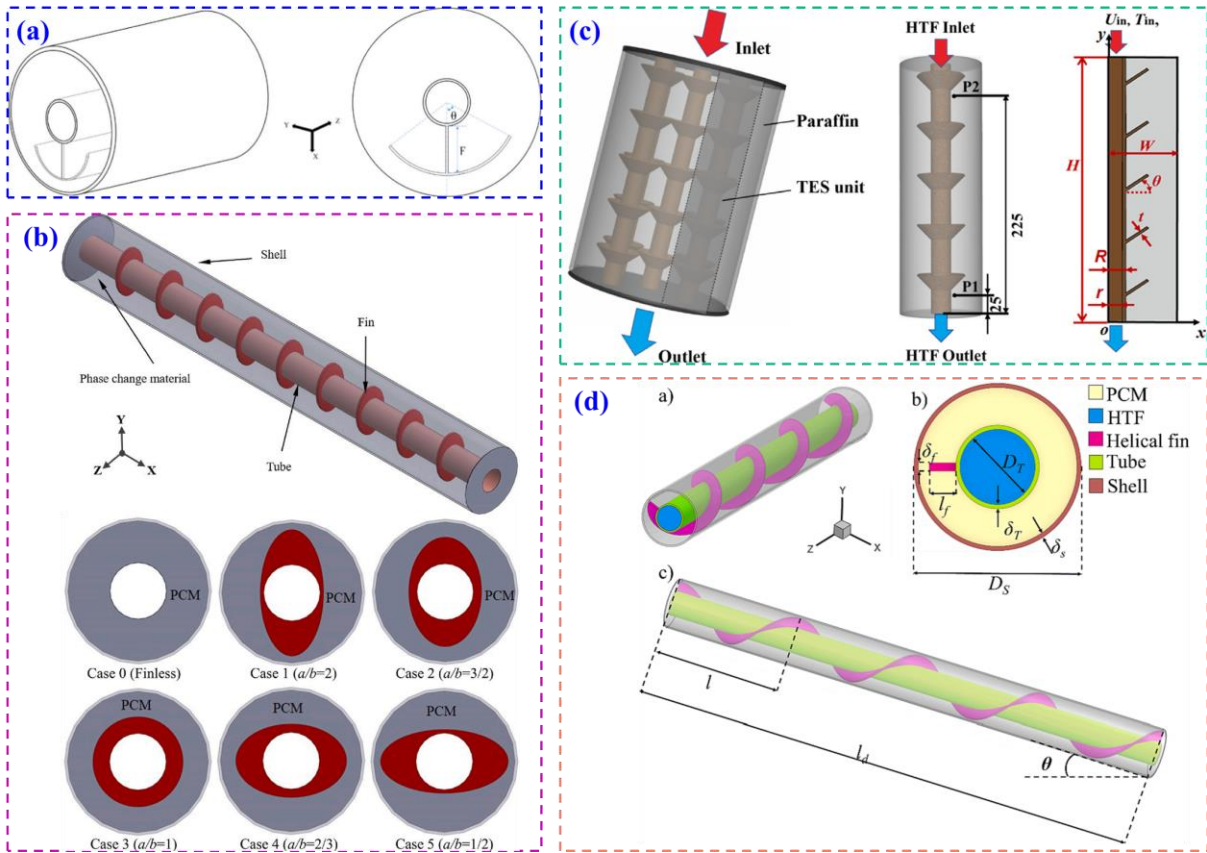 (a)
θ
F
Y
Z
X
(b)
Shell
Fin
Phase change material
Tube
Y
Z
X
PCM
PCM
PCM
Case 0 (Finless)
Case 1 (a/b=2)
Case 2 (a/b=3/2)
PCM
PCM
PCM
Case 3 (a/b=1)
Case 4 (a/b=2/3)
Case 5 (a/b=1/2)
(c)
Inlet
Paraffin
TES unit
Outlet
HTF Inlet
P2
225
P1
25
HTF Outlet
Uin, Tin,
y
W
H
θ
t
R
r
o
x
(d)
a)
Y
Z
X
b)
PCM
HTF
Helical fin
Tube
Shell
δf
DT
lf
δT
δs
DS
c)
l
ld
θ